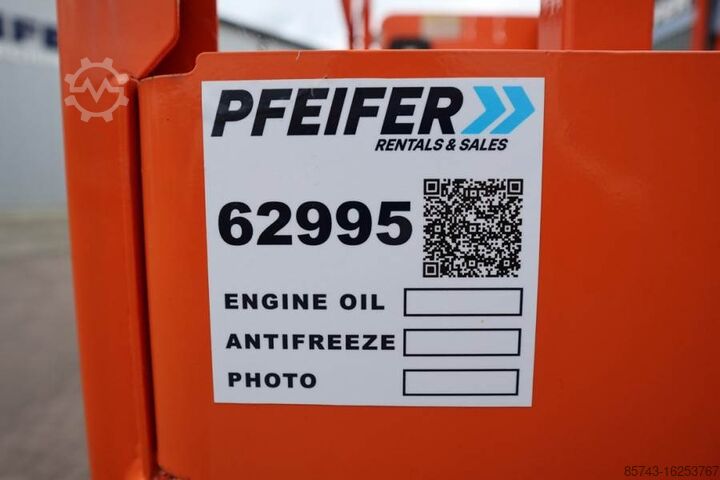 PFEIFER
RENTALS & SALES
62995
ENGINE OIL
ANTIFREEZE
PHOTO
85743-16253767